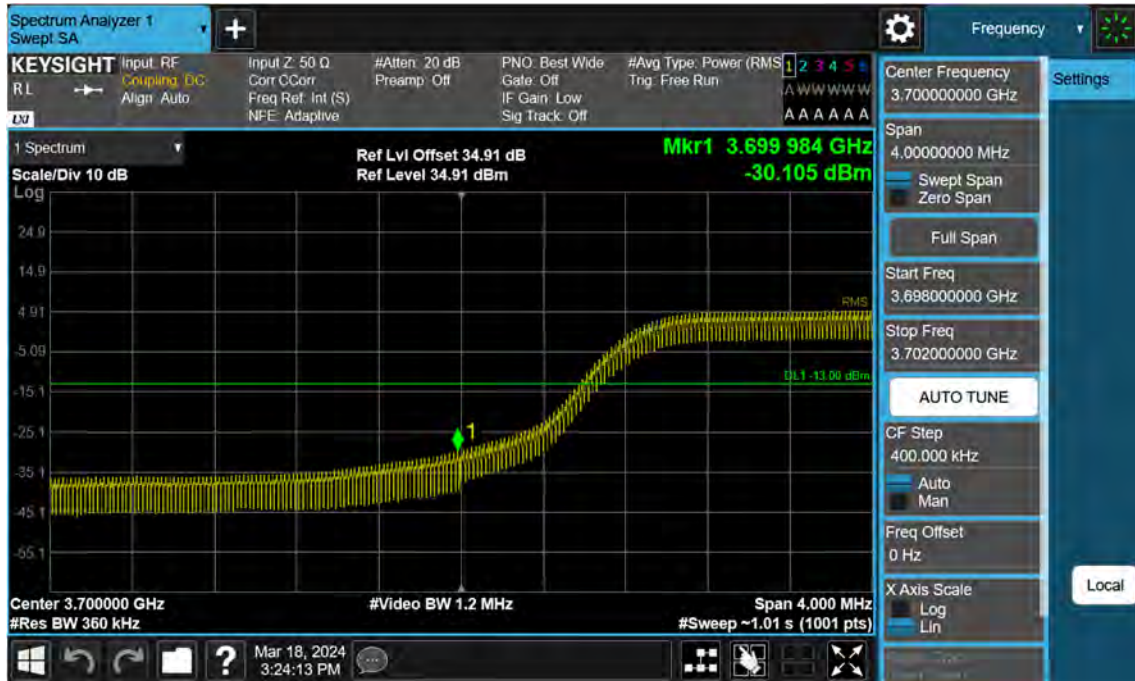 Spectrum Analyzer 1
Swept SA
Frequency
KEYSIGHT
RL
LXI
Input: RF
Coupling: DC
Align: Auto
Input Z: 50 Ω
Corr CCorr
Freq Ref: Int (S)
NFE: Adaptive
#Atten: 20 dB
Preamp: Off
PNO: Best Wide
Gate: Off
IF Gain: Low
Sig Track: Off
#Avg Type: Power (RMS
Trig: Free Run
1 2 3 4 5 6
A W W W W W
A A A A A A
1 Spectrum
Scale/Div 10 dB
Ref Lvl Offset 34.91 dB
Ref Level 34.91 dBm
Mkr1 3.699 984 GHz
-30.105 dBm
Log
24.9
14.9
4.91
-5.09
-15.1
-25.1
-35.1
-45.1
-55.1
RMS
DL1 -13.00 dBm
1
Center 3.700000 GHz
#Res BW 360 kHz
#Video BW 1.2 MHz
Span 4.000 MHz
#Sweep ~1.01 s (1001 pts)
Center Frequency
3.700000000 GHz
Settings
Span
4.00000000 MHz
Swept Span
Zero Span
Full Span
Start Freq
3.698000000 GHz
Stop Freq
3.702000000 GHz
AUTO TUNE
CF Step
400.000 kHz
Auto
Man
Freq Offset
0 Hz
X Axis Scale
Log
Lin
Local
?
Mar 18, 2024
3:24:13 PM